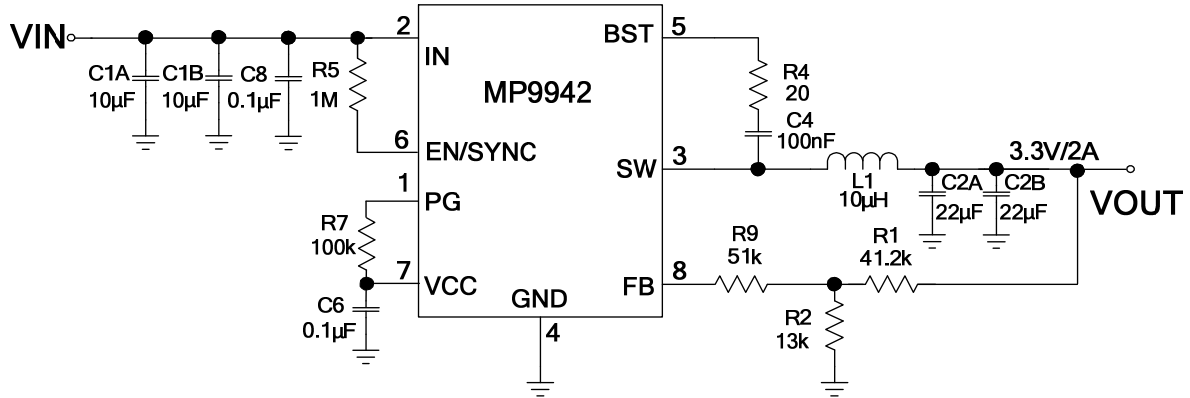 VIN
C1A
10µF
C1B
10µF
C8
0.1µF
R5
1M
2
IN
6
EN/SYNC
1
PG
R7
100k
7
VCC
C6
0.1µF
MP9942
GND
4
BST
5
R4
20
C4
100nF
SW
3
L1
10µH
C2A
22µF
C2B
22µF
3.3V/2A
VOUT
FB
8
R9
51k
R1
41.2k
R2
13k